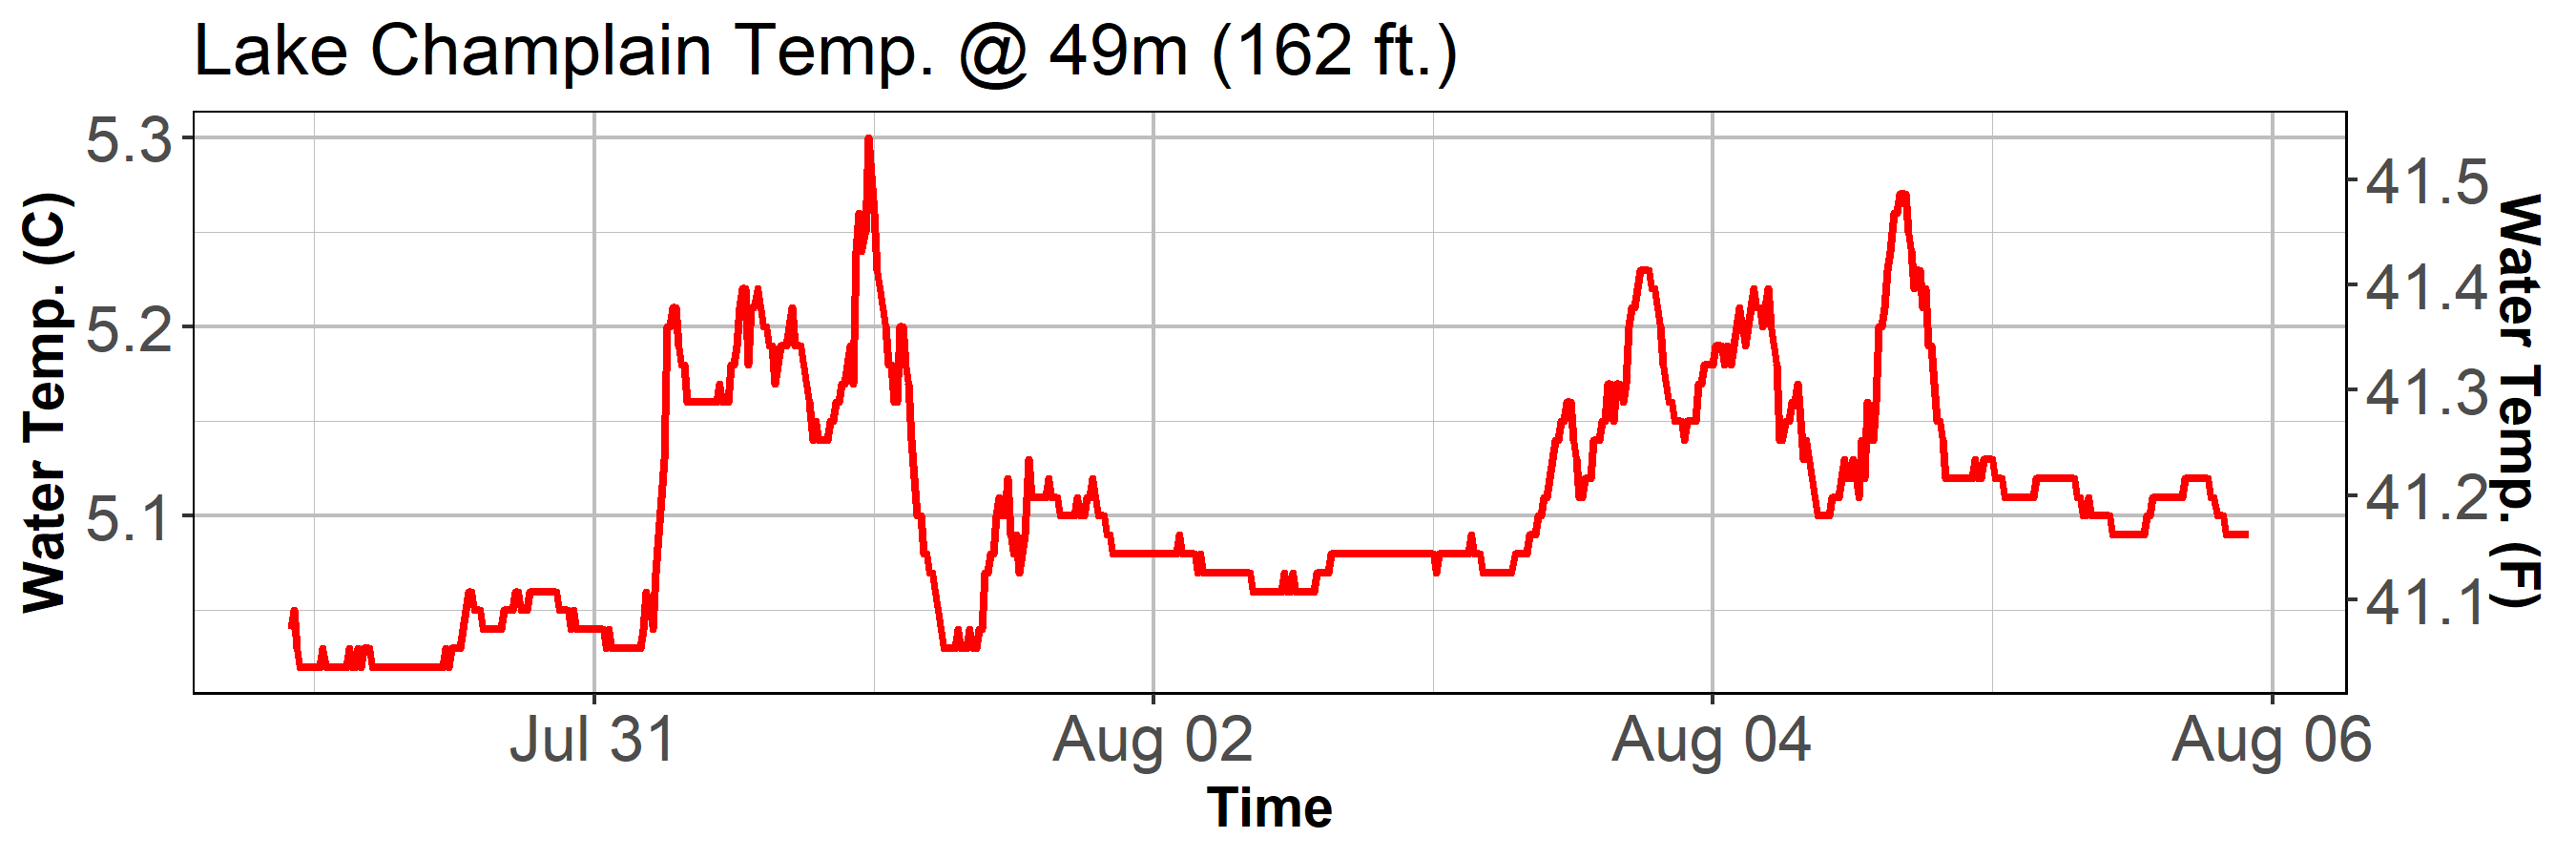 Lake Champlain Temp. @ 49m (162 ft.)
Water Temp. (C)
5.3
5.2
5.1
41.5
41.4
41.3
41.2
41.1
Water Temp. (F)
Jul 31
Aug 02
Aug 04
Aug 06
Time